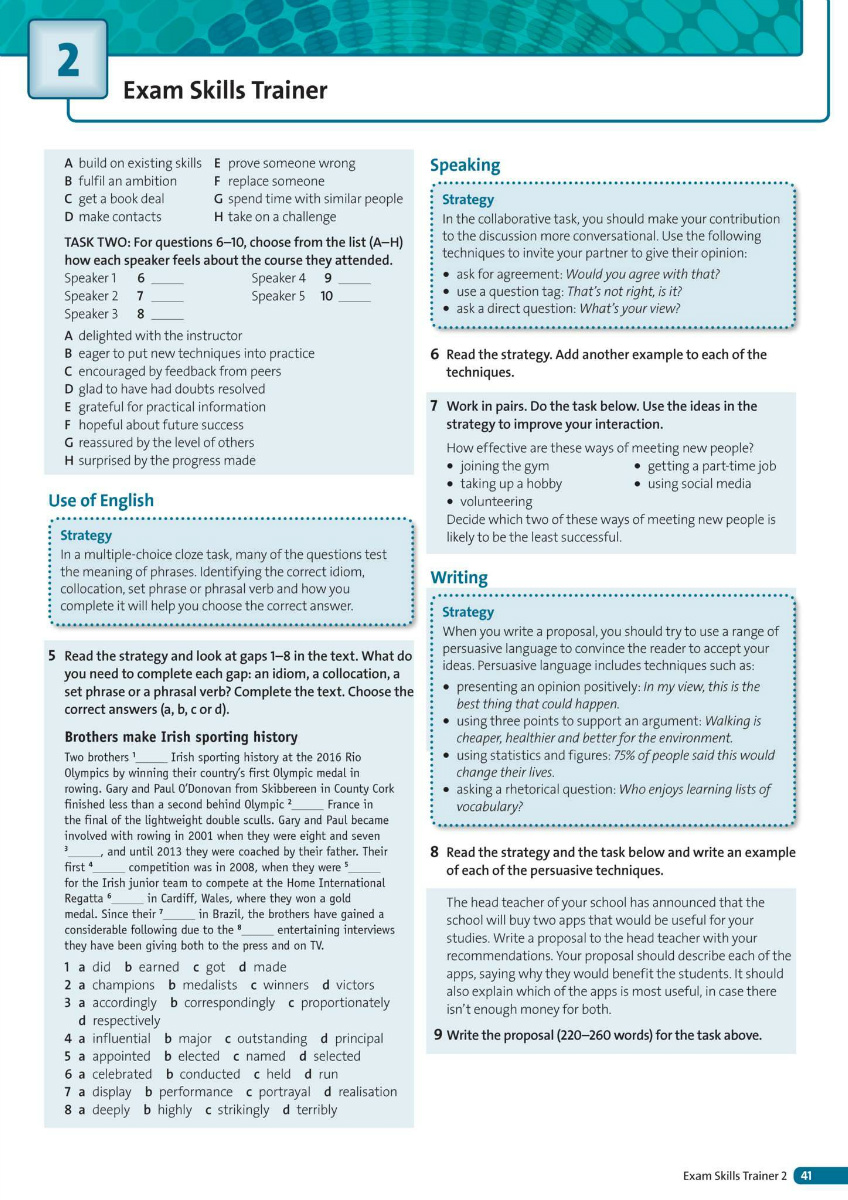 2
Exam Skills Trainer
A build on existing skills E prove someone wrong
B fulfil an ambition F replace someone
C get a book deal G spend time with similar people
D make contacts H take on a challenge
TASK TWO: For questions 6–10, choose from the list (A–H)
how each speaker feels about the course they attended.
Speaker 1 6 _____ Speaker 4 9 _____
Speaker 2 7 _____ Speaker 5 10 _____
Speaker 3 8 _____
A delighted with the instructor
B eager to put new techniques into practice
C encouraged by feedback from peers
D glad to have had doubts resolved
E grateful for practical information
F hopeful about future success
G reassured by the level of others
H surprised by the progress made
Use of English
Strategy
In a multiple-choice cloze task, many of the questions test
the meaning of phrases. Identifying the correct idiom,
collocation, set phrase or phrasal verb and how you
complete it will help you choose the correct answer.
5 Read the strategy and look at gaps 1–8 in the text. What do
you need to complete each gap: an idiom, a collocation, a
set phrase or a phrasal verb? Complete the text. Choose the
correct answers (a, b, c or d).
Brothers make Irish sporting history
Two brothers ¹_____ Irish sporting history at the 2016 Rio
Olympics by winning their country's first Olympic medal in
rowing. Gary and Paul O'Donovan from Skibbereen in County Cork
finished less than a second behind Olympic ²_____ France in
the final of the lightweight double sculls. Gary and Paul became
involved with rowing in 2001 when they were eight and seven
³_____, and until 2013 they were coached by their father. Their
first ⁴_____ competition was in 2008, when they were ⁵_____
for the Irish junior team to compete at the Home International
Regatta ⁶_____ in Cardiff, Wales, where they won a gold
medal. Since their ⁷_____ in Brazil, the brothers have gained a
considerable following due to the ⁸_____ entertaining interviews
they have been giving both to the press and on TV.
1 a did b earned c got d made
2 a champions b medalists c winners d victors
3 a accordingly b correspondingly c proportionately
d respectively
4 a influential b major c outstanding d principal
5 a appointed b elected c named d selected
6 a celebrated b conducted c held d run
7 a display b performance c portrayal d realisation
8 a deeply b highly c strikingly d terribly
Speaking
Strategy
In the collaborative task, you should make your contribution
to the discussion more conversational. Use the following
techniques to invite your partner to give their opinion:
• ask for agreement: Would you agree with that?
• use a question tag: That's not right, is it?
• ask a direct question: What's your view?
6 Read the strategy. Add another example to each of the
techniques.
7 Work in pairs. Do the task below. Use the ideas in the
strategy to improve your interaction.
How effective are these ways of meeting new people?
• joining the gym • getting a part-time job
• taking up a hobby • using social media
• volunteering
Decide which two of these ways of meeting new people is
likely to be the least successful.
Writing
Strategy
When you write a proposal, you should try to use a range of
persuasive language to convince the reader to accept your
ideas. Persuasive language includes techniques such as:
• presenting an opinion positively: In my view, this is the
best thing that could happen.
• using three points to support an argument: Walking is
cheaper, healthier and better for the environment.
• using statistics and figures: 75% of people said this would
change their lives.
• asking a rhetorical question: Who enjoys learning lists of
vocabulary?
8 Read the strategy and the task below and write an example
of each of the persuasive techniques.
The head teacher of your school has announced that the
school will buy two apps that would be useful for your
studies. Write a proposal to the head teacher with your
recommendations. Your proposal should describe each of the
apps, saying why they would benefit the students. It should
also explain which of the apps is most useful, in case there
isn't enough money for both.
9 Write the proposal (220–260 words) for the task above.
Exam Skills Trainer 2 41